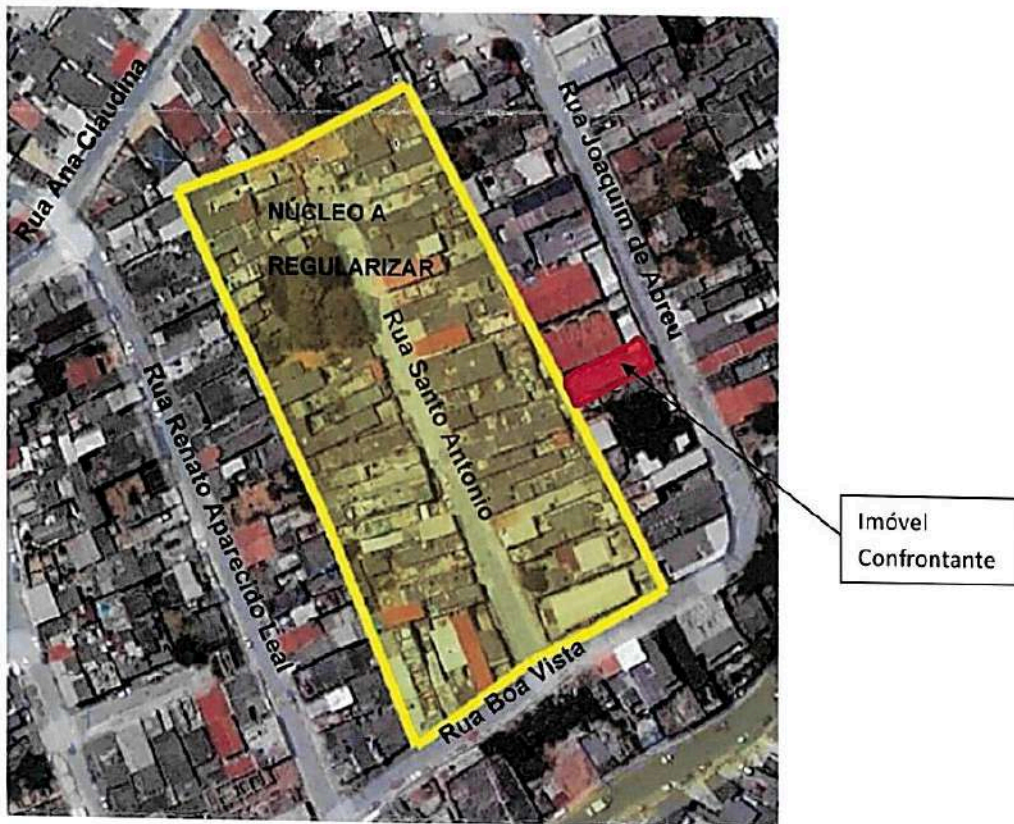 Rua Ana Claudina
Rua Joaquim de Abreu
NÚCLEO A
REGULARIZAR
Rua Santo Antonio
Rua Renato Aparecido Leal
Imóvel
Confrontante
Rua Boa Vista